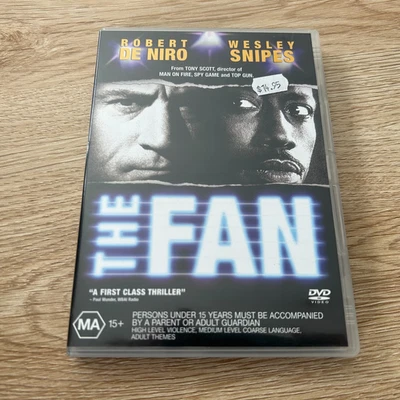 ROBERT DE NIRO
WESLEY SNIPES
From TONY SCOTT, director of
MAN ON FIRE, SPY GAME and TOP GUN
$14.95
THE FAN
"A FIRST CLASS THRILLER"
DVD
VIDEO
MA 15+
PERSONS UNDER 15 YEARS MUST BE ACCOMPANIED
BY A PARENT OR ADULT GUARDIAN
HIGH LEVEL VIOLENCE, MEDIUM LEVEL COARSE LANGUAGE,
ADULT THEMES